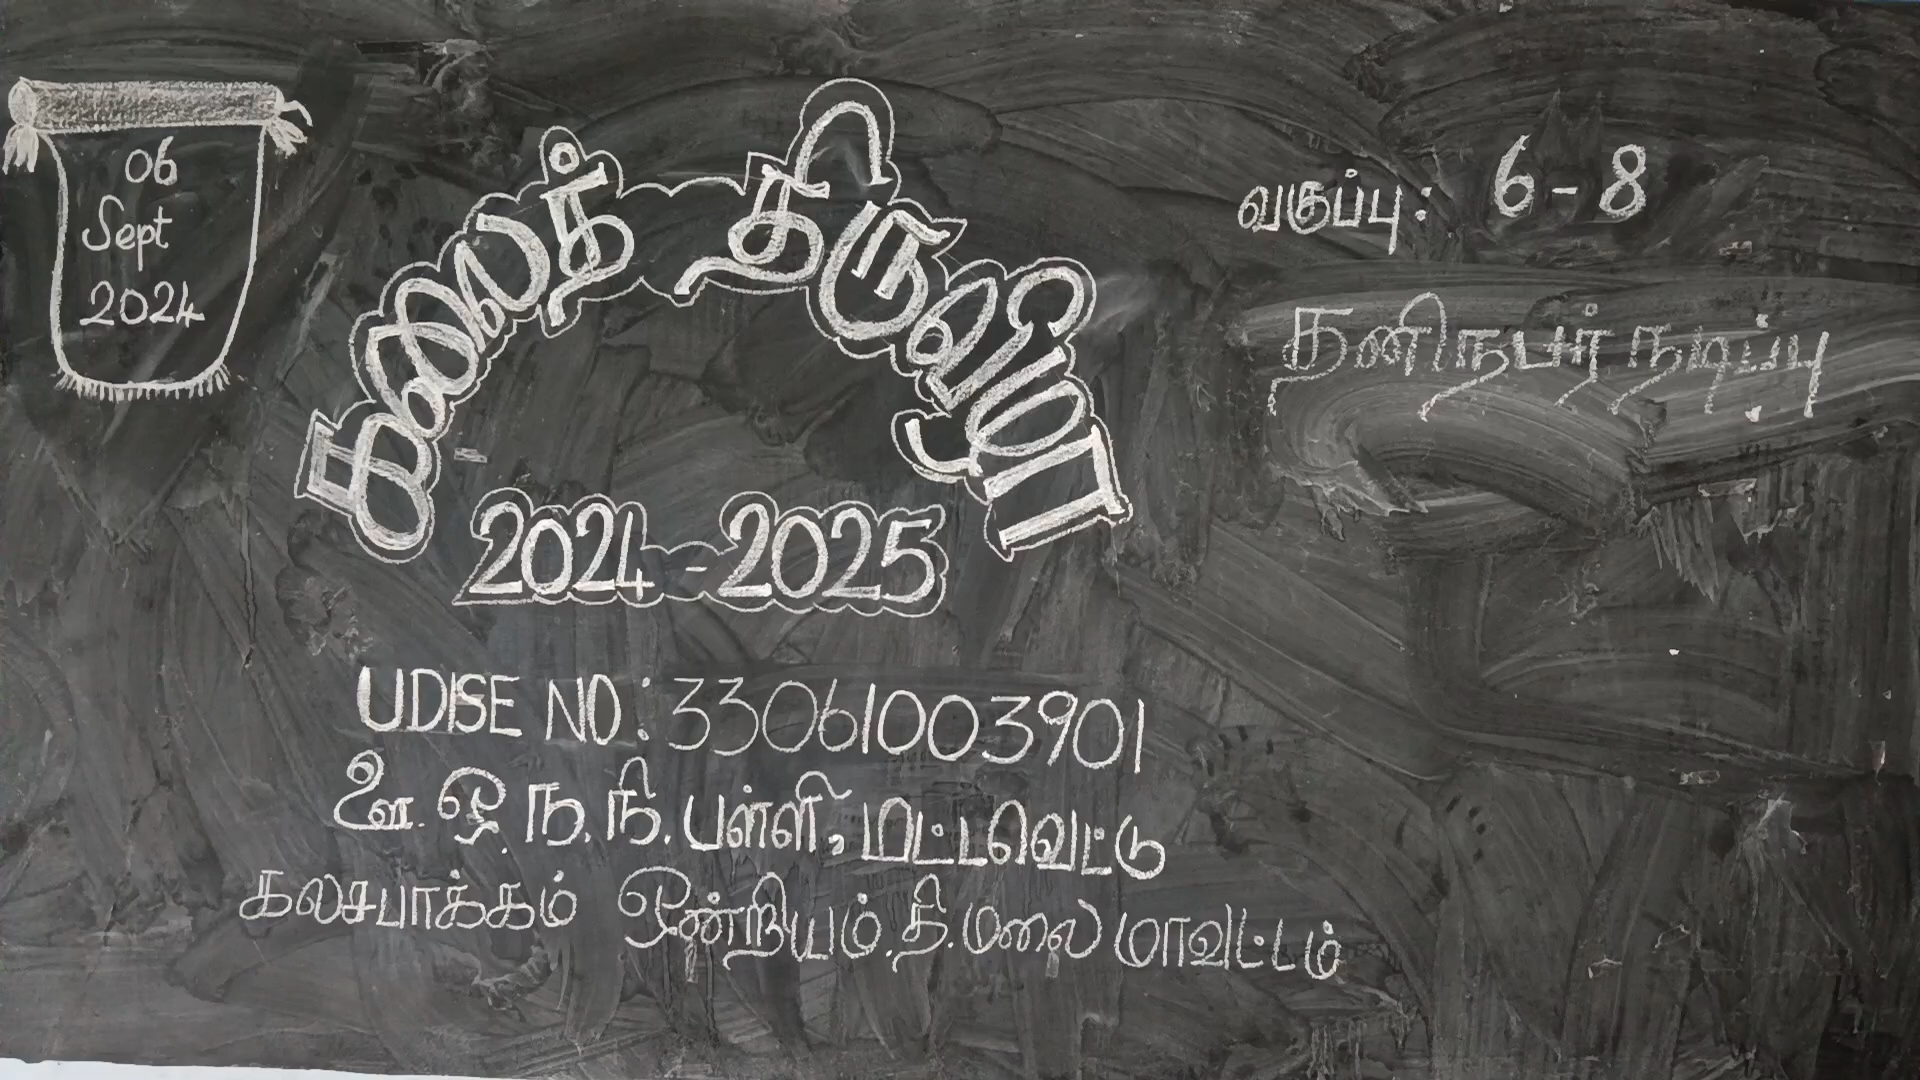 06
Sept
2024
கலைத் திருவிழா
2024-2025
வகுப்பு: 6-8
தனிநபர் நடிப்பு
UDISE NO: 33061003901
ஊ.ஒ.ந.நி.பள்ளி, மட்டவெட்டு
கலசபாக்கம் ஒன்றியம்.தி.மலை மாவட்டம்